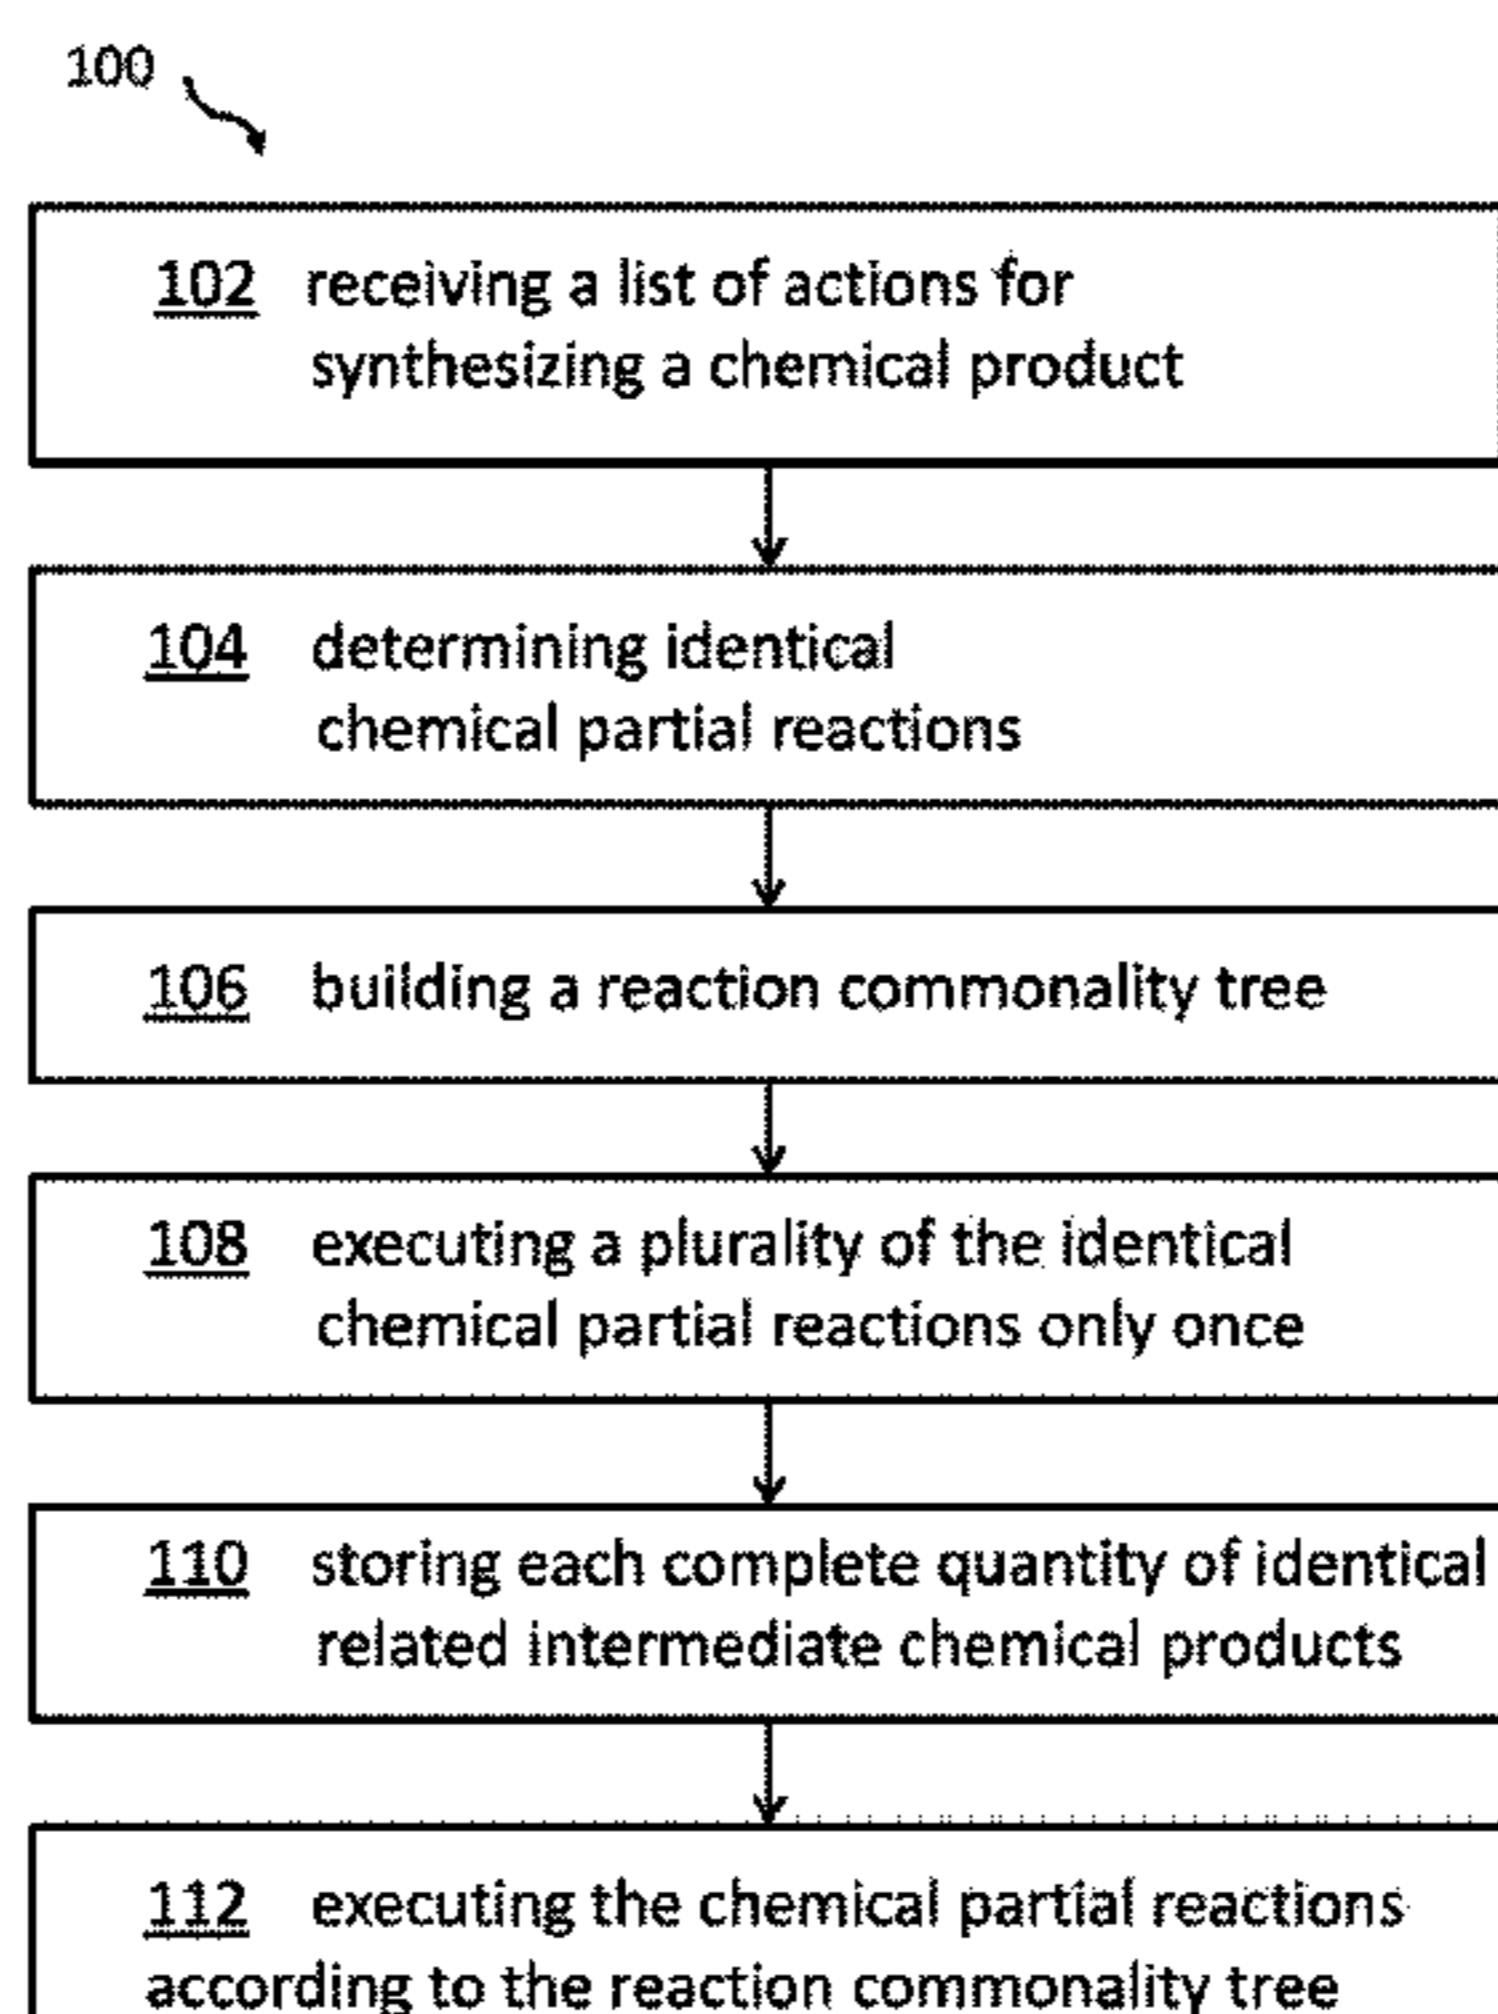 100
102 receiving a list of actions for
synthesizing a chemical product
104 determining identical
chemical partial reactions
106 building a reaction commonality tree
108 executing a plurality of the identical
chemical partial reactions only once
110 storing each complete quantity of identical
related intermediate chemical products
112 executing the chemical partial reactions
according to the reaction commonality tree